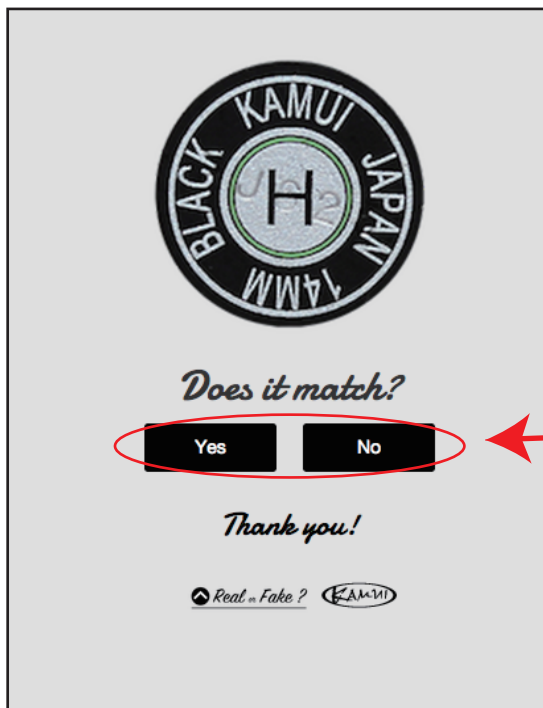 KAMUI
JAPAN
14MM
BLACK
H
Does it match?
Yes No
Thank you!
Real or Fake ? KAMUI